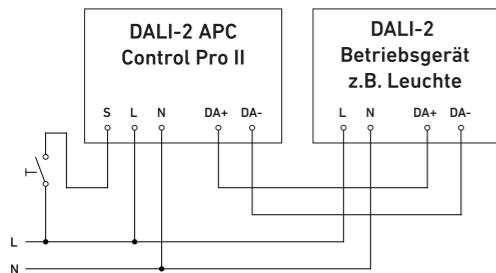 DALI-2 APC
Control Pro II
DALI-2
Betriebsgerät
z.B. Leuchte
S L N DA+ DA-
L N DA+ DA-
L
N